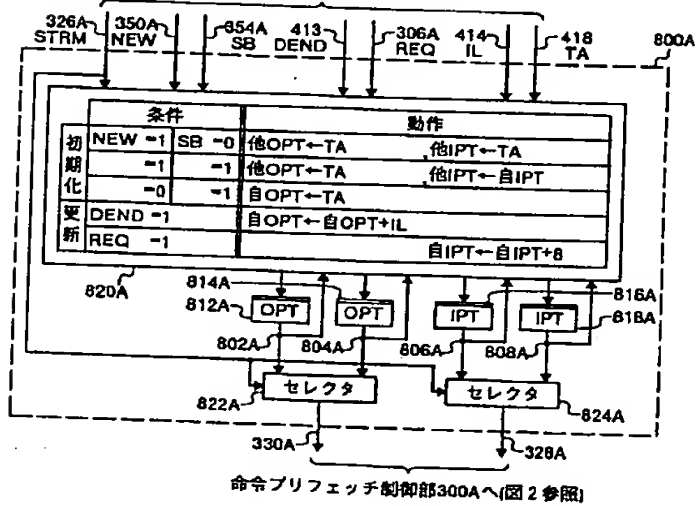 326A 350A 354A 413 306A 414 418
STRM NEW SB DEND REQ IL TA
800A
条件 動作
初期化 NEW =1 SB =0 他OPT←TA ,他IPT←TA
=1 =1 他OPT←TA ,他IPT←自IPT
=0 =1 自OPT←TA
更新 DEND =1 自OPT←自OPT+IL
REQ =1 自IPT←自IPT+8
820A 814A 816A
812A OPT OPT IPT IPT 818A
802A 804A 806A 808A
セレクタ セレクタ
822A 824A
330A 328A
命令プリフェッチ制御部300Aへ(図2参照)